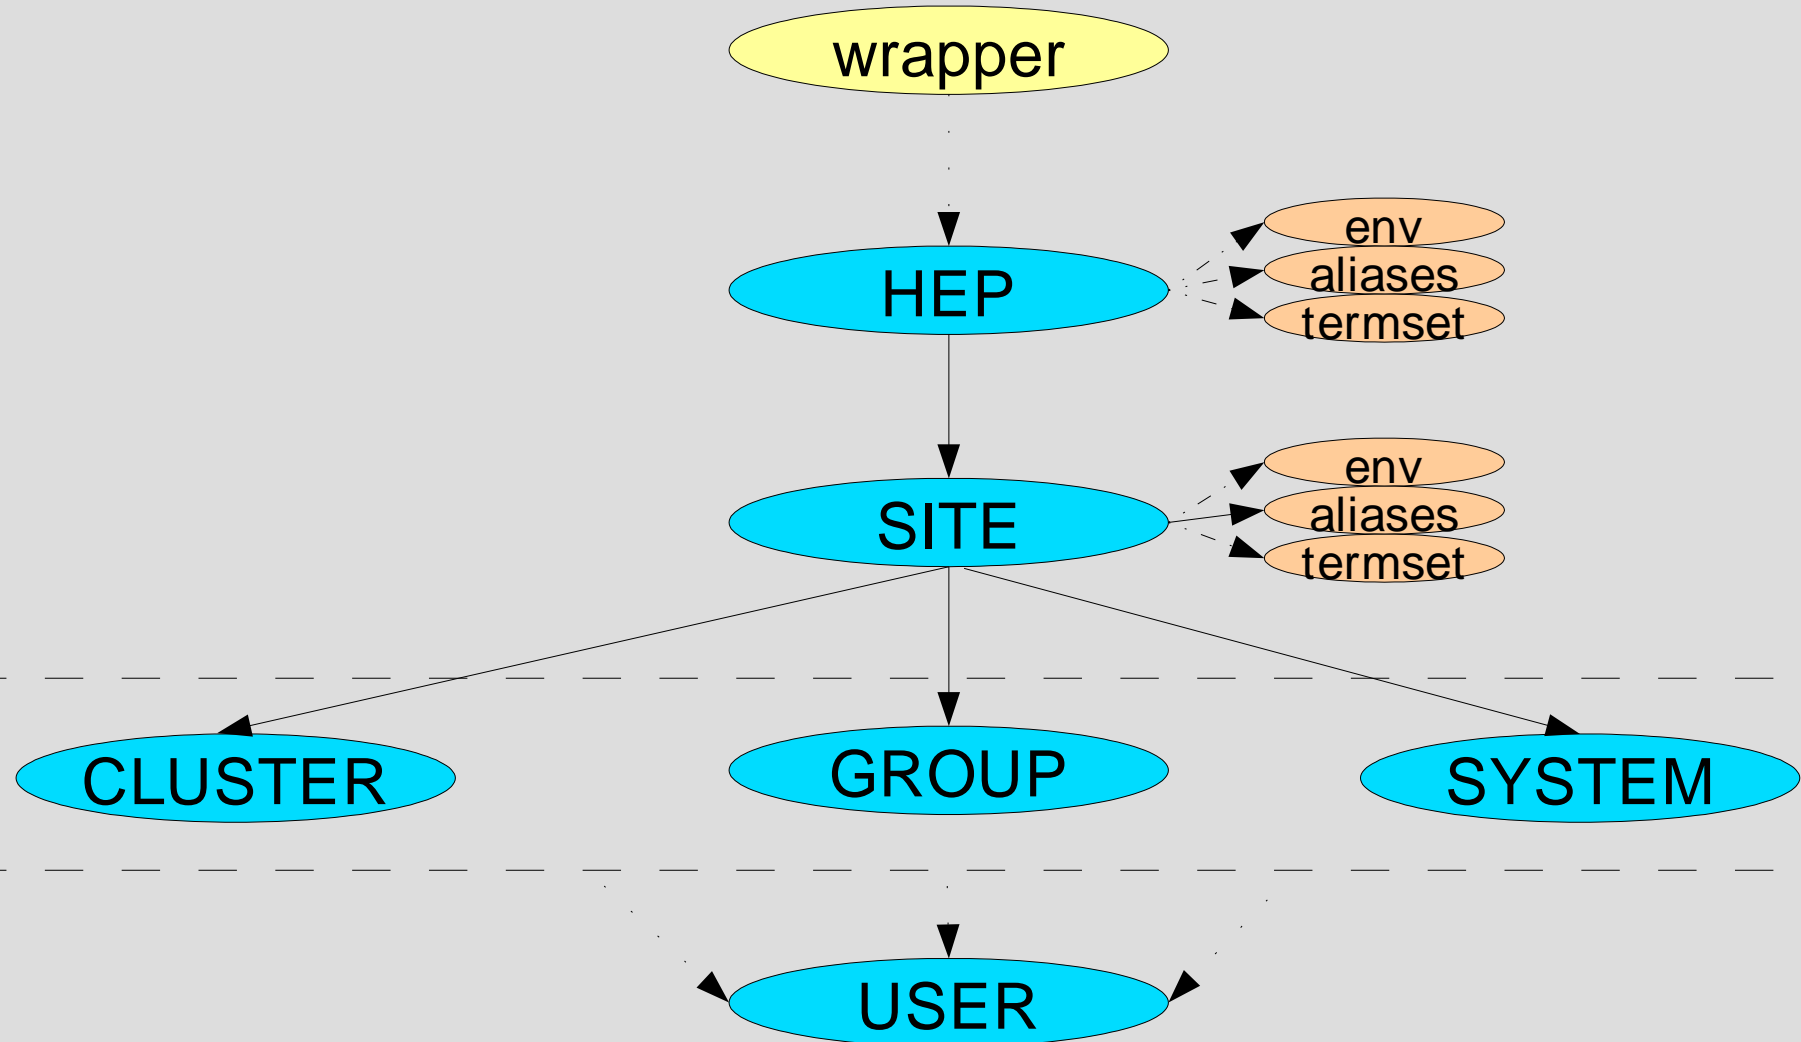 wrapper
HEP
env
aliases
termset
SITE
env
aliases
termset
CLUSTER
GROUP
SYSTEM
USER